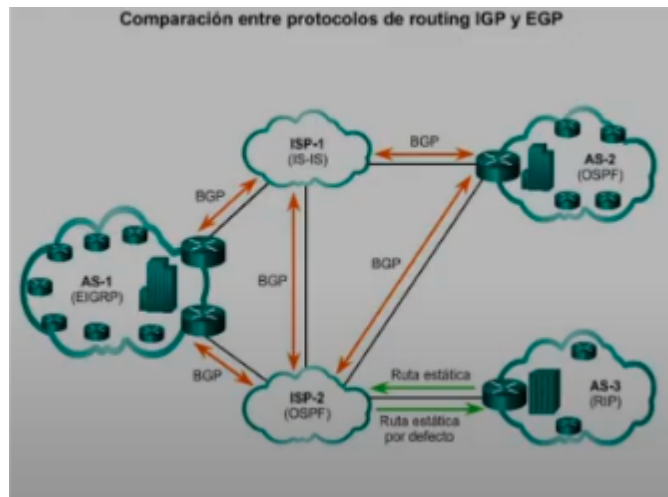 Comparación entre protocolos de routing IGP y EGP
ISP-1
(IS-IS)
BGP
AS-2
(OSPF)
BGP
BGP
BGP
AS-1
(EIGRP)
BGP
ISP-2
(OSPF)
Ruta estática
Ruta estática
por defecto
AS-3
(RIP)